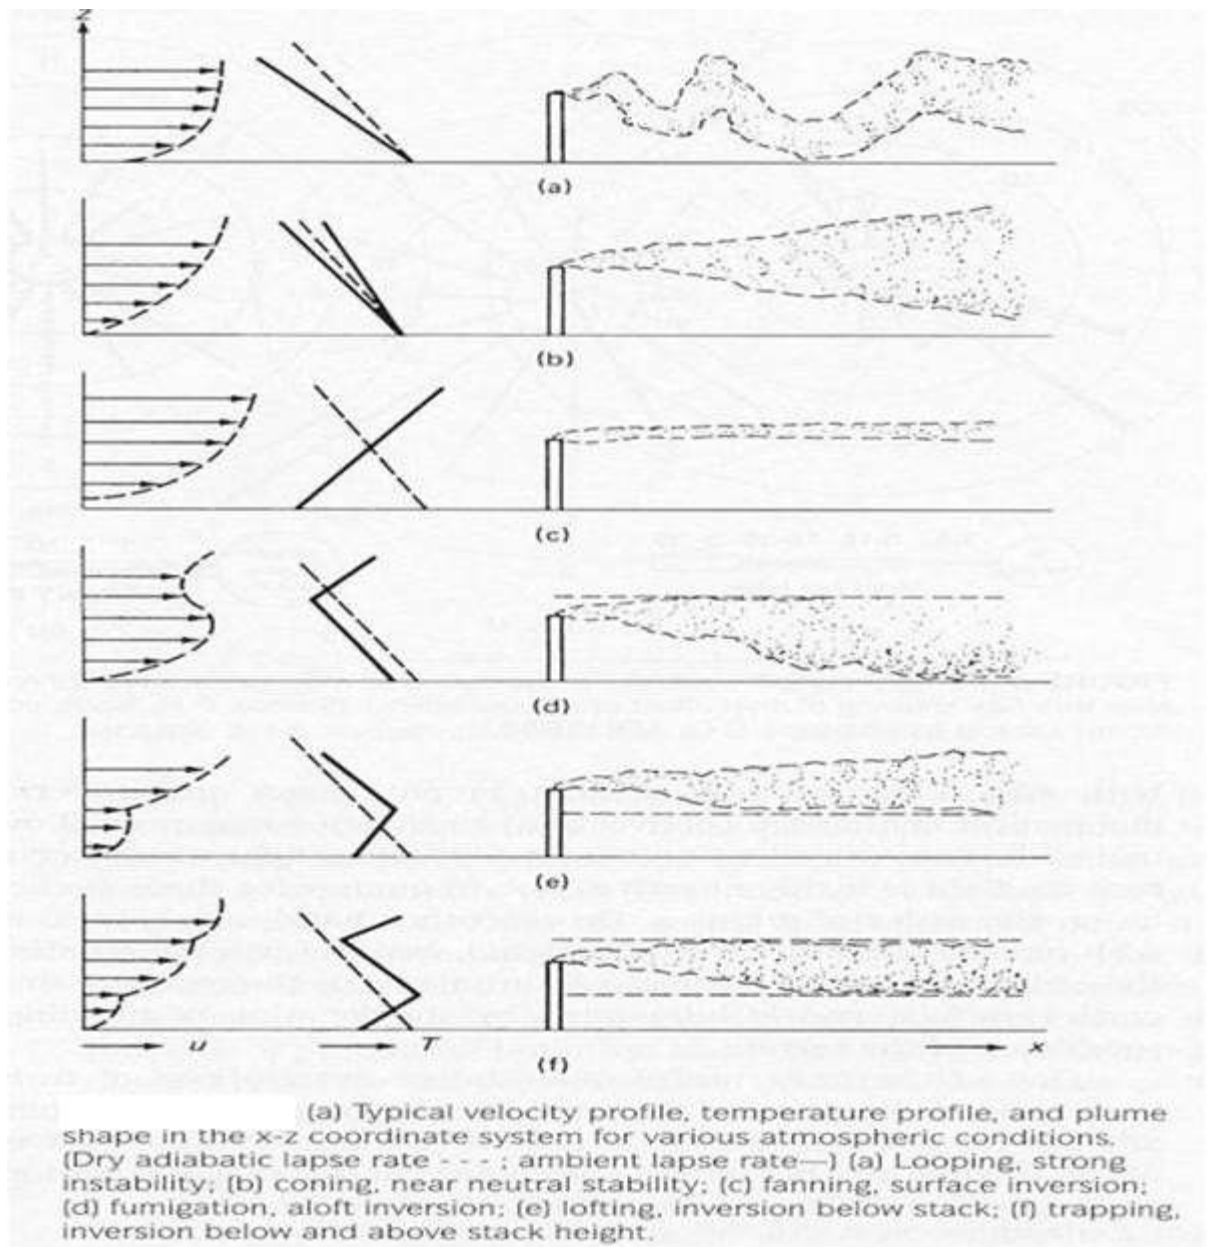 z
(a)
(b)
(c)
(d)
(e)
u T x
(f)
(a) Typical velocity profile, temperature profile, and plume
shape in the x-z coordinate system for various atmospheric conditions.
(Dry adiabatic lapse rate - - - ; ambient lapse rate—) (a) Looping, strong
instability; (b) coning, near neutral stability; (c) fanning, surface inversion;
(d) fumigation, aloft inversion; (e) lofting, inversion below stack; (f) trapping,
inversion below and above stack height.